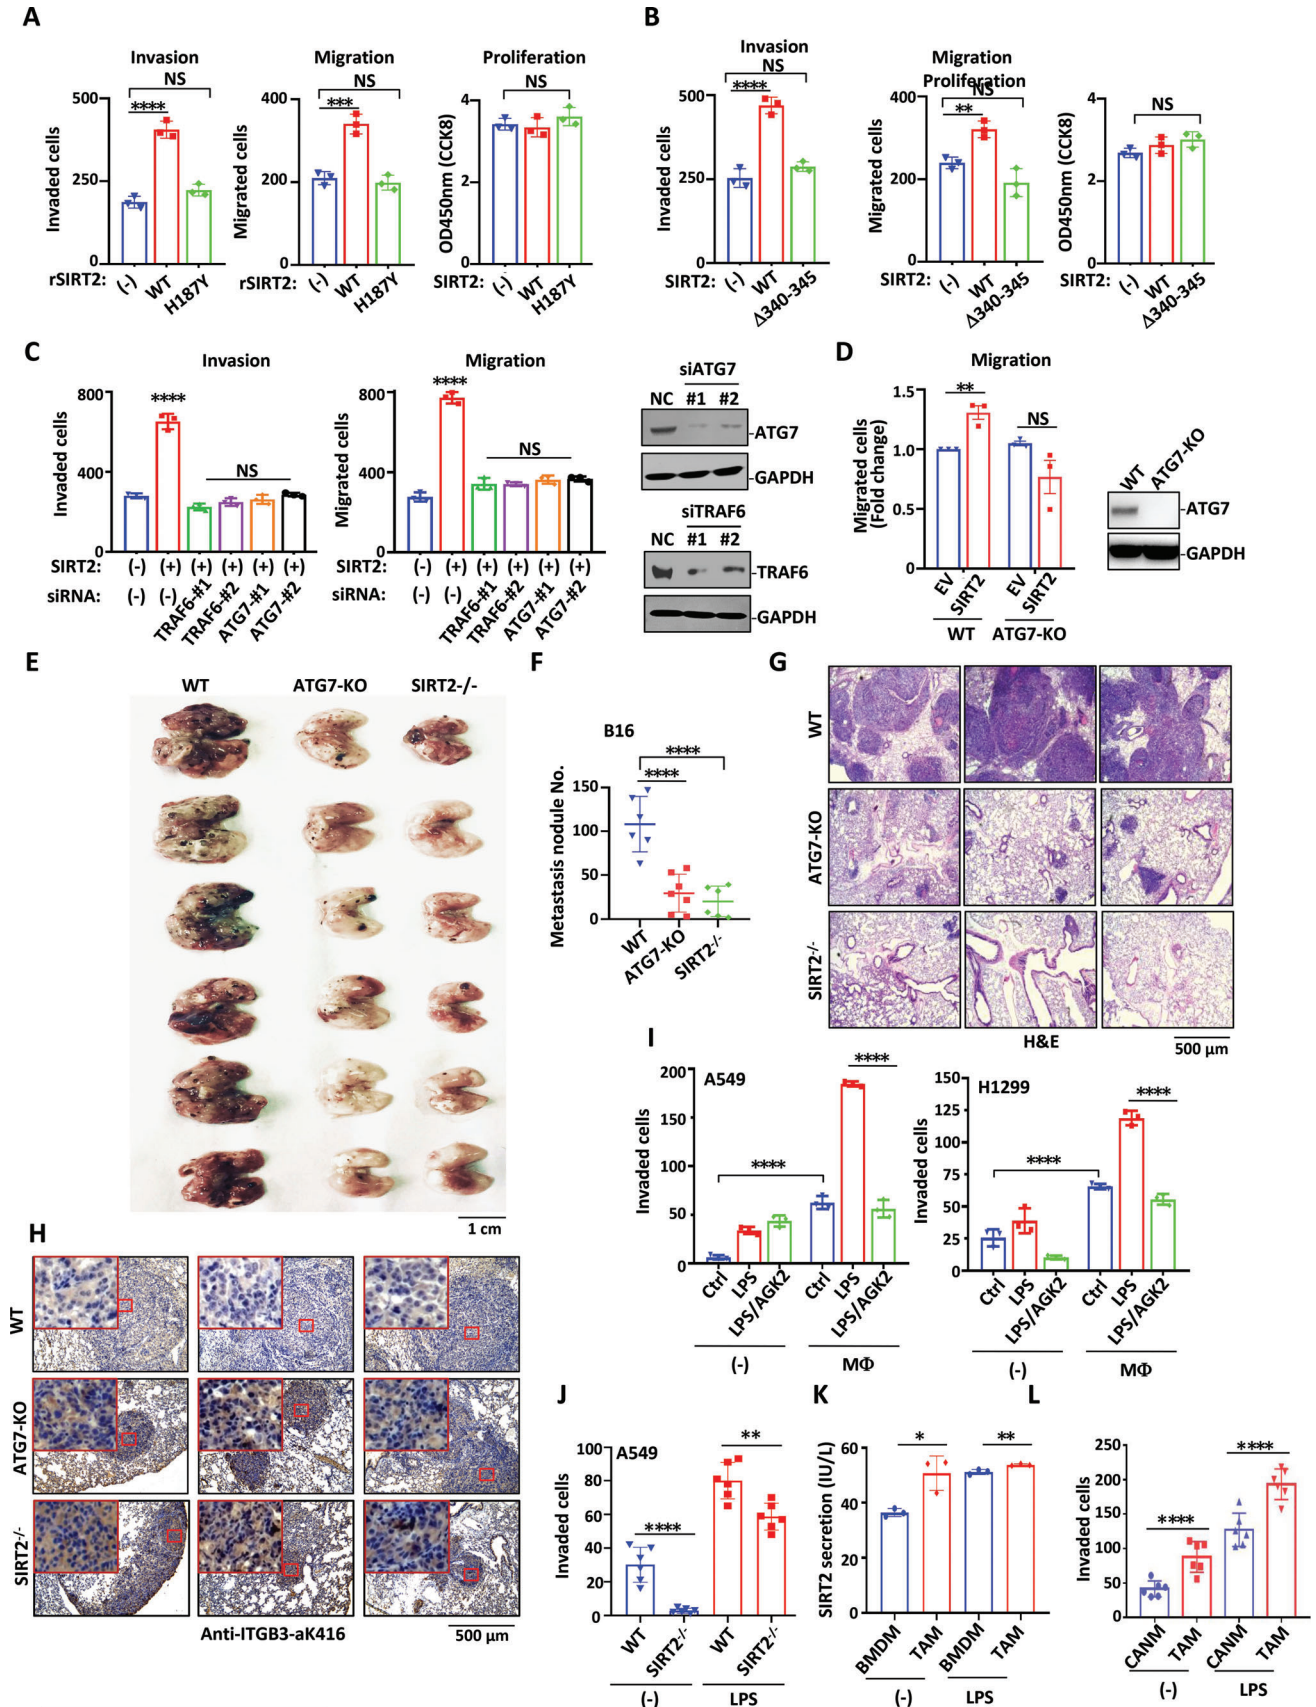 A
Invasion
NS
****
500
250
0
Invaded cells
rSIRT2:
(-)
WT
H187Y
Migration
NS
***
400
200
0
Migrated cells
rSIRT2:
(-)
WT
H187Y
Proliferation
NS
4
2
0
OD450nm (CCK8)
SIRT2:
(-)
WT
H187Y
B
Invasion
NS
****
500
250
0
Invaded cells
SIRT2:
(-)
WT
Δ340-345
Migration
Proliferation
NS
**
400
200
0
Migrated cells
SIRT2:
(-)
WT
Δ340-345
NS
4
2
0
OD450nm (CCK8)
SIRT2:
(-)
WT
Δ340-345
C
Invasion
****
NS
800
400
0
Invaded cells
SIRT2: (-) (+) (+) (+) (+) (+)
siRNA: (-) (-) TRAF6-#1 TRAF6-#2 ATG7-#1 ATG7-#2
Migration
****
NS
800
400
0
Migrated cells
(-) (+) (+) (+) (+) (+)
(-) (-) TRAF6-#1 TRAF6-#2 ATG7-#1 ATG7-#2
siATG7
NC #1 #2
-ATG7
-GAPDH
siTRAF6
NC #1 #2
-TRAF6
-GAPDH
D
Migration
**
NS
1.5
1.0
0.5
0
Migrated cells
(Fold change)
EV
SIRT2
EV
SIRT2
WT
ATG7-KO
WT
ATG7-KO
-ATG7
-GAPDH
E
WT
ATG7-KO
SIRT2-/-
1 cm
F
B16
****
****
150
100
50
0
Metastasis nodule No.
WT
ATG7-KO
SIRT2-/-
G
WT
ATG7-KO
SIRT2-/-
H&E
500 μm
H
WT
ATG7-KO
SIRT2-/-
Anti-ITGB3-aK416
500 μm
I
A549
****
****
200
150
100
50
0
Invaded cells
Ctrl
LPS
LPS/AGK2
Ctrl
LPS
LPS/AGK2
(-)
MΦ
H1299
****
****
150
125
100
75
50
25
0
Invaded cells
Ctrl
LPS
LPS/AGK2
Ctrl
LPS
LPS/AGK2
(-)
MΦ
J
A549
****
**
100
80
60
40
20
0
Invaded cells
WT
SIRT2-/-
WT
SIRT2-/-
(-)
LPS
K
*
**
60
40
20
0
SIRT2 secretion (IU/L)
BMDM
TAM
BMDM
TAM
(-)
LPS
L
****
****
250
200
150
100
50
0
Invaded cells
CANM
TAM
CANM
TAM
(-)
LPS